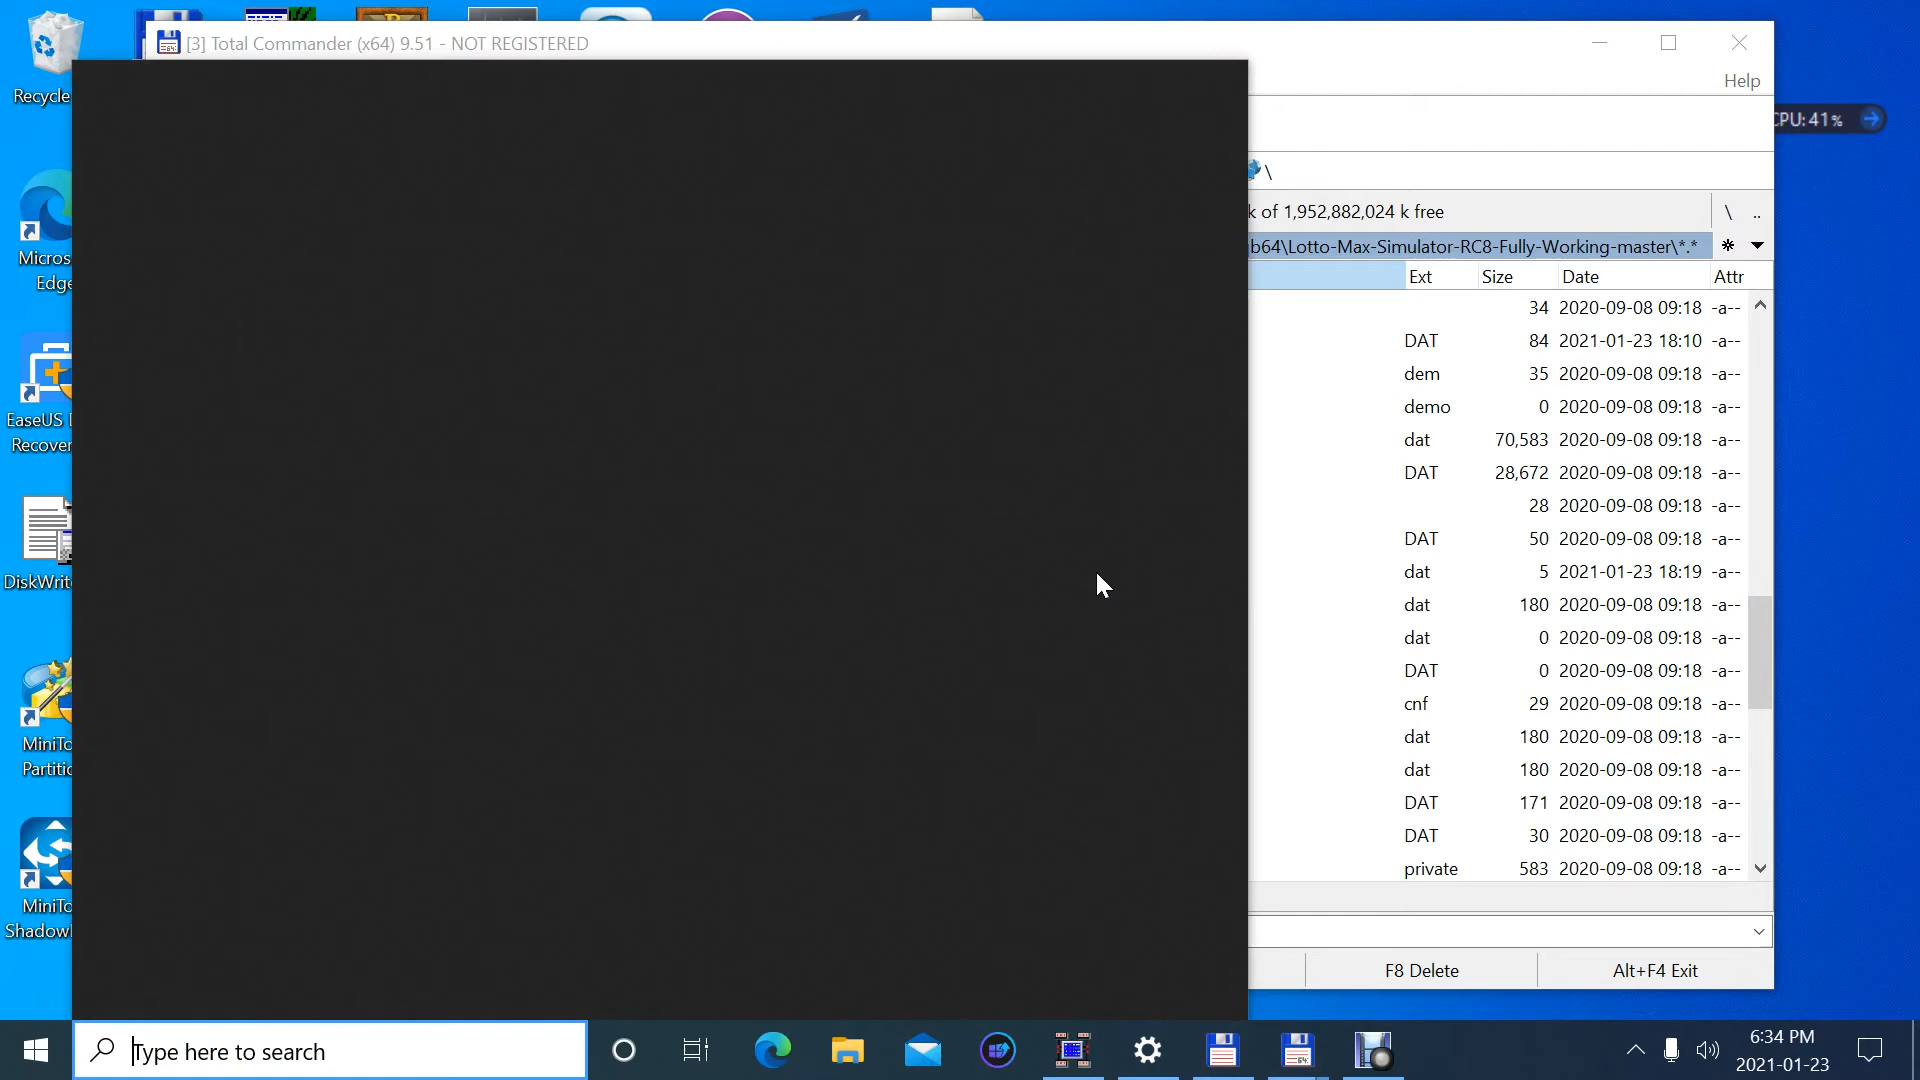 [3] Total Commander (x64) 9.51 - NOT REGISTERED
Help
CPU: 41%
Recycle
\
k of 1,952,882,024 k free
\ ..
b64\Lotto-Max-Simulator-RC8-Fully-Working-master\*.*
*
Ext Size Date Attr
34 2020-09-08 09:18 -a--
DAT 84 2021-01-23 18:10 -a--
dem 35 2020-09-08 09:18 -a--
demo 0 2020-09-08 09:18 -a--
dat 70,583 2020-09-08 09:18 -a--
DAT 28,672 2020-09-08 09:18 -a--
28 2020-09-08 09:18 -a--
DAT 50 2020-09-08 09:18 -a--
dat 5 2021-01-23 18:19 -a--
dat 180 2020-09-08 09:18 -a--
dat 0 2020-09-08 09:18 -a--
DAT 0 2020-09-08 09:18 -a--
cnf 29 2020-09-08 09:18 -a--
dat 180 2020-09-08 09:18 -a--
dat 180 2020-09-08 09:18 -a--
DAT 171 2020-09-08 09:18 -a--
DAT 30 2020-09-08 09:18 -a--
private 583 2020-09-08 09:18 -a--
F8 Delete
Alt+F4 Exit
Micros
Edge
EaseUS
Recover
DiskWrit
MiniTo
Partitic
MiniTo
Shadow
Type here to search
64
6:34 PM
2021-01-23